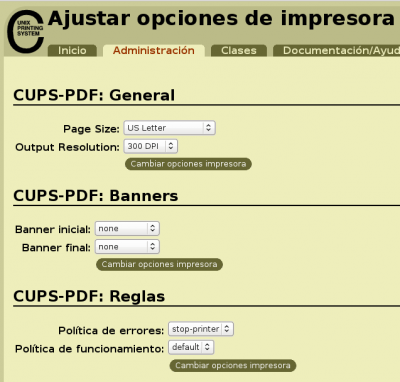 UNIX
PRINTING
SYSTEM
Ajustar opciones de impresora
Inicio Administración Clases Documentación/Ayud
CUPS-PDF: General
Page Size: US Letter
Output Resolution: 300 DPI
Cambiar opciones impresora
CUPS-PDF: Banners
Banner inicial: none
Banner final: none
Cambiar opciones impresora
CUPS-PDF: Reglas
Política de errores: stop-printer
Política de funcionamiento: default
Cambiar opciones impresora